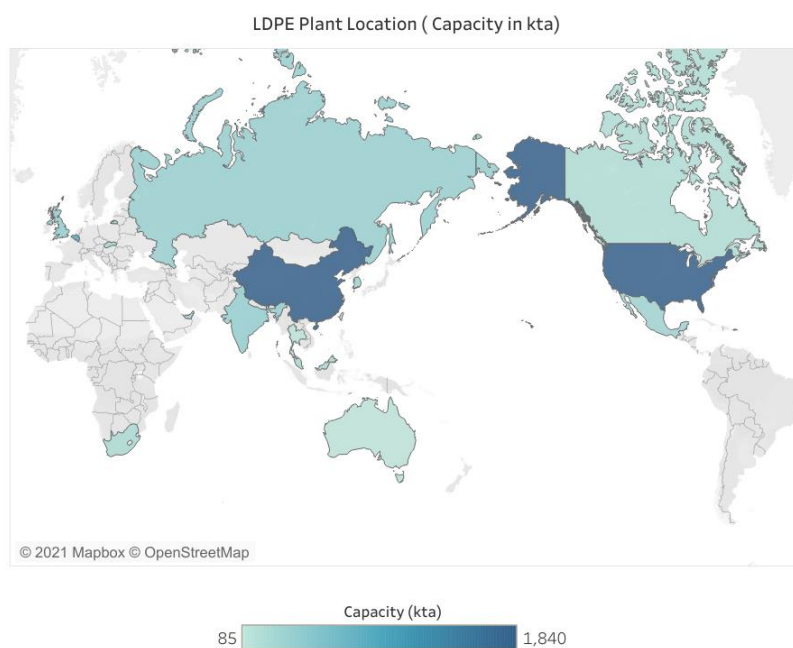 LDPE Plant Location ( Capacity in kta)
© 2021 Mapbox © OpenStreetMap
Capacity (kta)
85 1,840